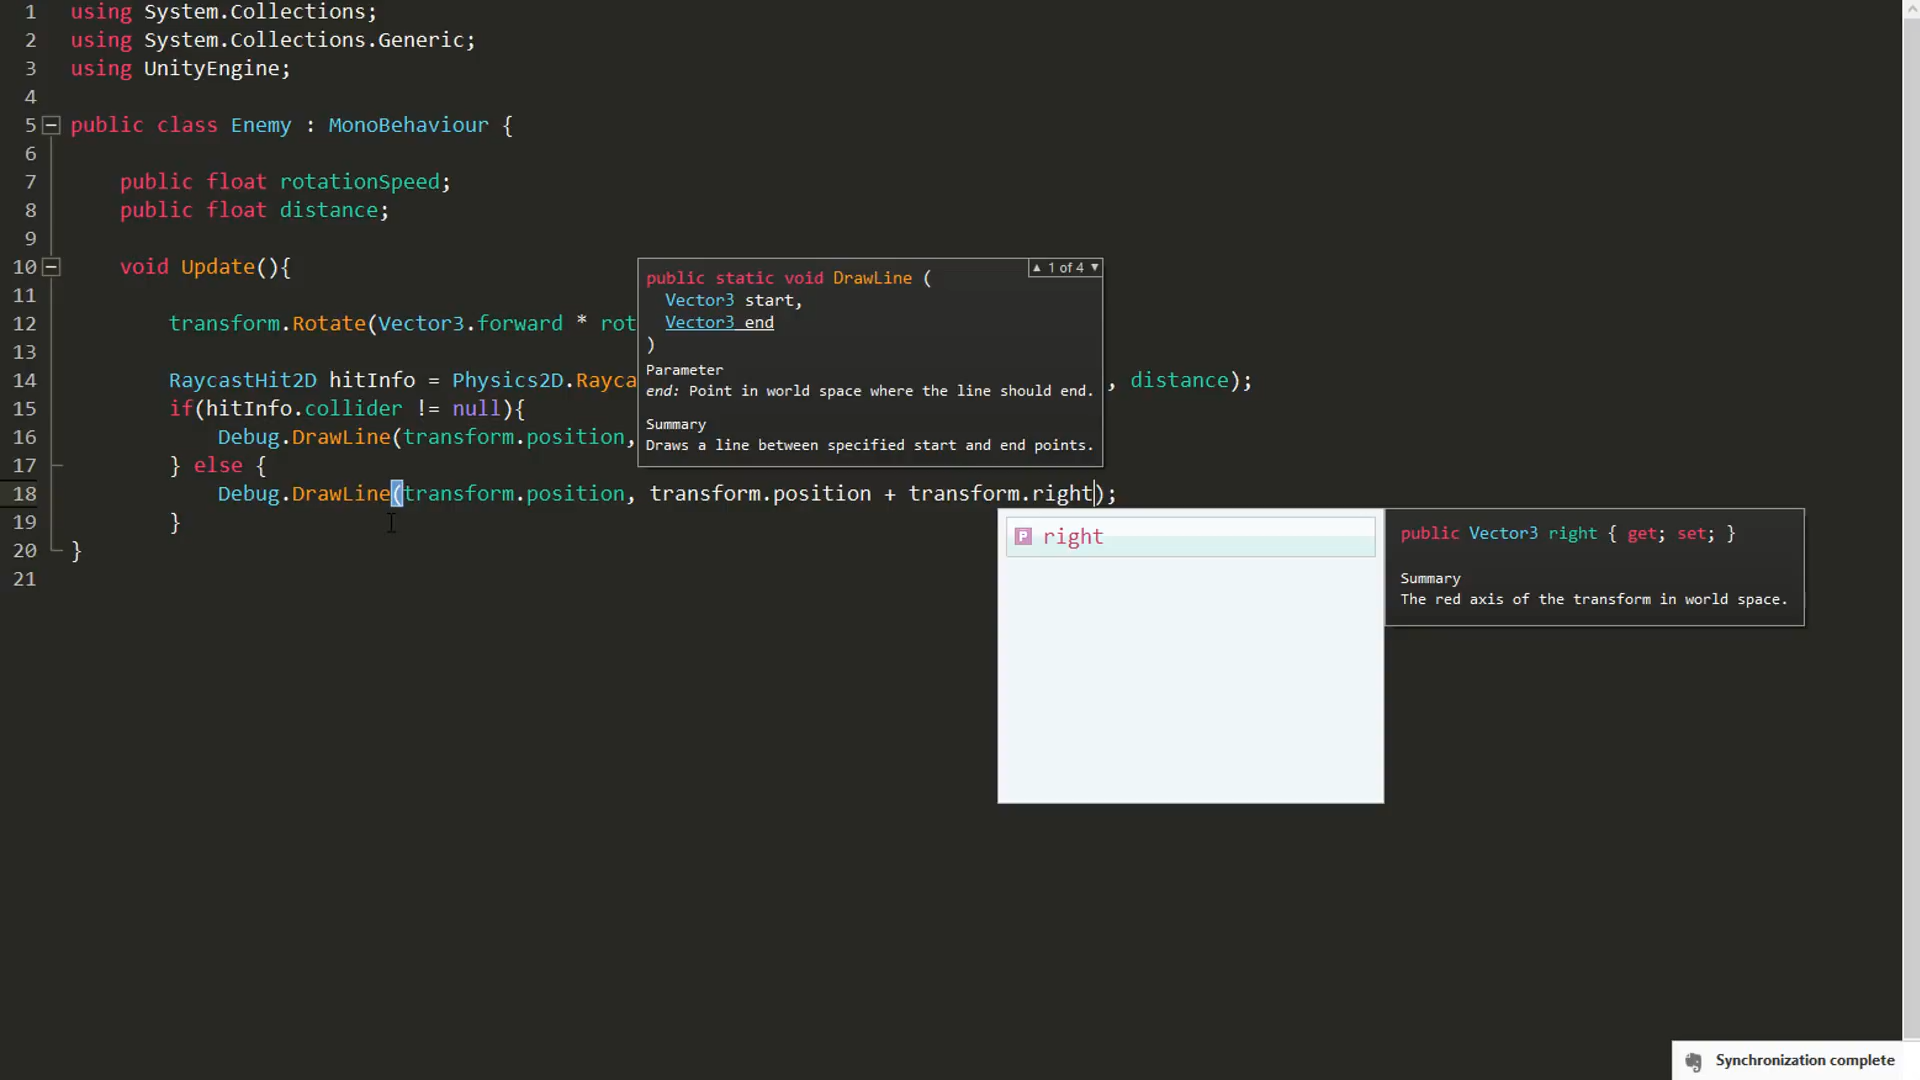 1 using System.Collections;
2 using System.Collections.Generic;
3 using UnityEngine;
4
5 public class Enemy : MonoBehaviour {
6
7 public float rotationSpeed;
8 public float distance;
9
10 void Update(){
11
12 transform.Rotate(Vector3.forward * rot
13
14 RaycastHit2D hitInfo = Physics2D.Rayca , distance);
15 if(hitInfo.collider != null){
16 Debug.DrawLine(transform.position,
17 } else {
18 Debug.DrawLine(transform.position, transform.position + transform.right);
19 }
20 }
21
▲ 1 of 4 ▼
public static void DrawLine (
Vector3 start,
Vector3 end
)
Parameter
end: Point in world space where the line should end.
Summary
Draws a line between specified start and end points.
P right
public Vector3 right { get; set; }
Summary
The red axis of the transform in world space.
Synchronization complete